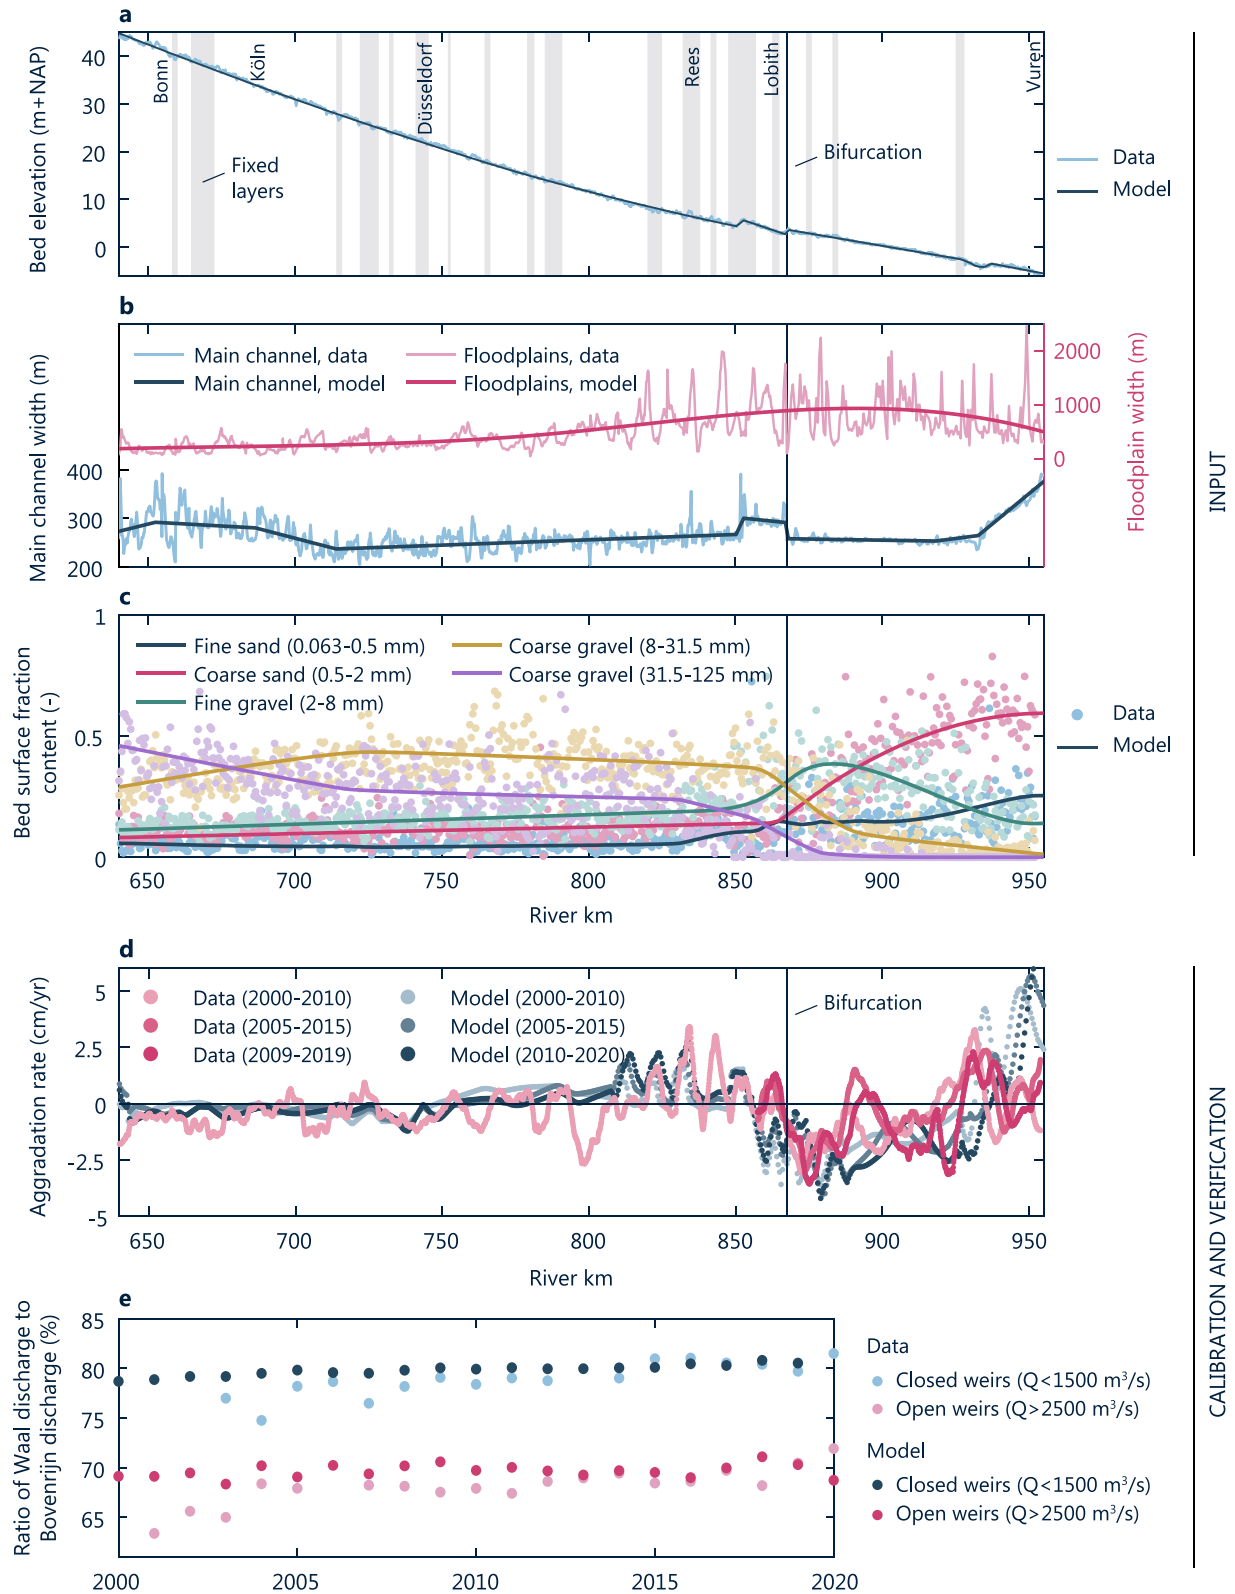 a
Bed elevation (m+NAP)
40
30
20
10
0
Bonn
Köln
Düsseldorf
Rees
Lobith
Vuren
Fixed
layers
Bifurcation
Data
Model
b
Main channel width (m)
400
300
200
Main channel, data
Main channel, model
Floodplains, data
Floodplains, model
2000
1000
0
Floodplain width (m)
INPUT
c
Bed surface fraction
content (-)
1
0.5
0
Fine sand (0.063-0.5 mm)
Coarse sand (0.5-2 mm)
Fine gravel (2-8 mm)
Coarse gravel (8-31.5 mm)
Coarse gravel (31.5-125 mm)
Data
Model
650 700 750 800 850 900 950
River km
d
Aggradation rate (cm/yr)
5
2.5
0
-2.5
-5
Data (2000-2010)
Data (2005-2015)
Data (2009-2019)
Model (2000-2010)
Model (2005-2015)
Model (2010-2020)
Bifurcation
650 700 750 800 850 900 950
River km
CALIBRATION AND VERIFICATION
e
Ratio of Waal discharge to
Bovenrijn discharge (%)
85
80
75
70
65
2000 2005 2010 2015 2020
Data
Closed weirs (Q<1500 m³/s)
Open weirs (Q>2500 m³/s)
Model
Closed weirs (Q<1500 m³/s)
Open weirs (Q>2500 m³/s)